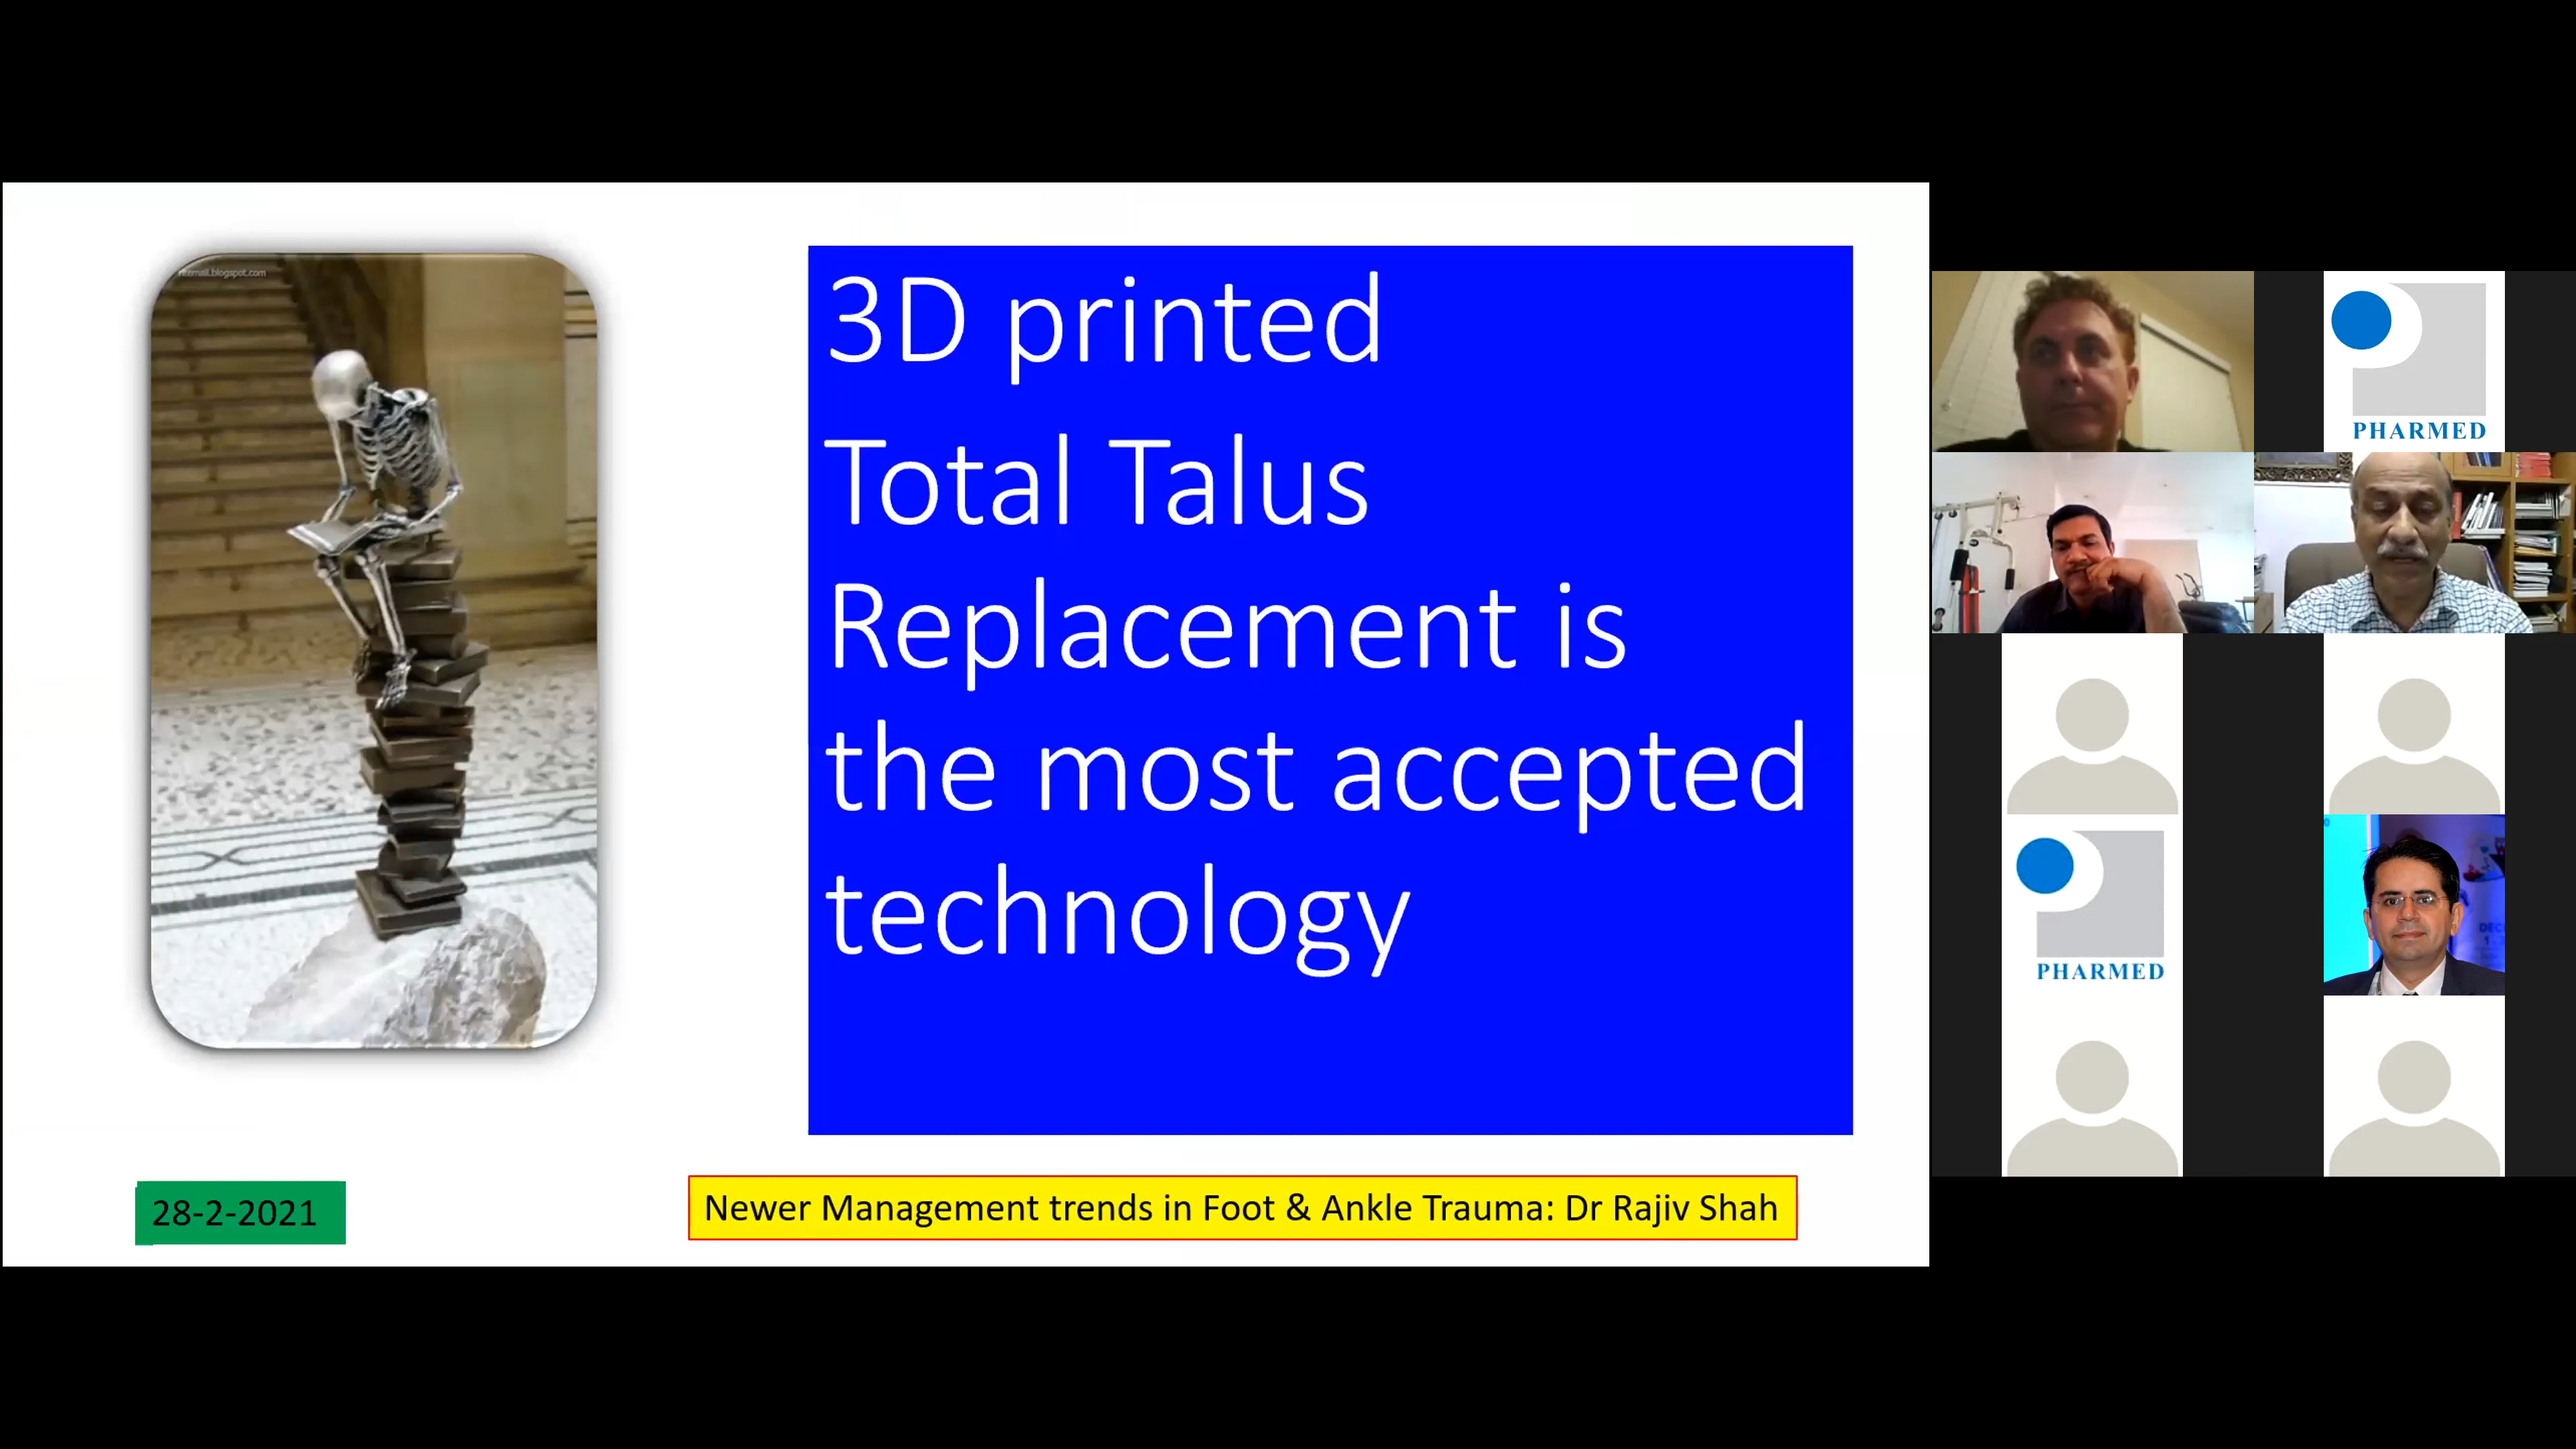 3D printed
Total Talus
Replacement is
the most accepted
technology
28-2-2021
Newer Management trends in Foot & Ankle Trauma: Dr Rajiv Shah
PHARMED
PHARMED